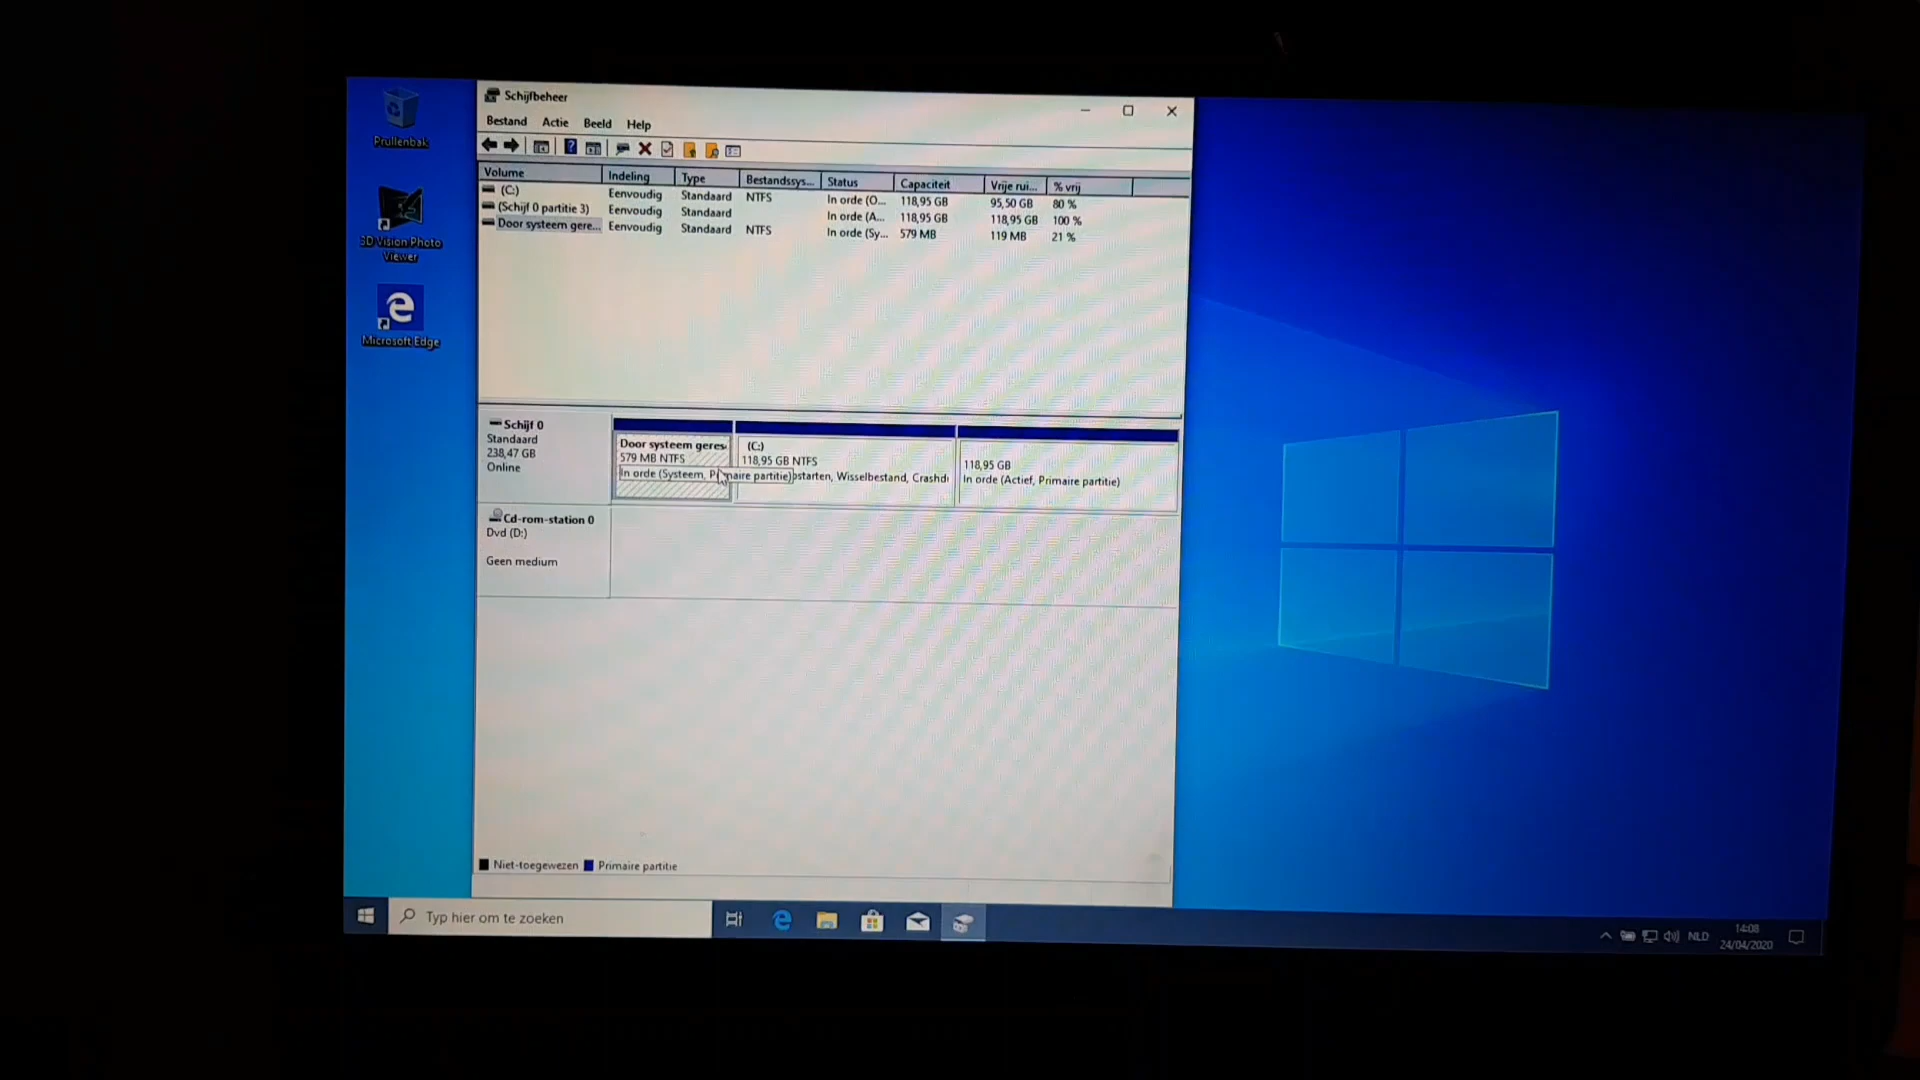 Prullenbak
3D Vision Photo
Viewer
Microsoft Edge
Schijfbeheer
Bestand Actie Beeld Help
Volume Indeling Type Bestandssys... Status Capaciteit Vrije rui... % vrij
(C:) Eenvoudig Standaard NTFS In orde (O... 118,95 GB 95,50 GB 80 %
(Schijf 0 partitie 3) Eenvoudig Standaard In orde (A... 118,95 GB 118,95 GB 100 %
Door systeem gere... Eenvoudig Standaard NTFS In orde (Sy... 579 MB 119 MB 21 %
Schijf 0
Standaard
238,47 GB
Online
Door systeem geres
579 MB NTFS
In orde (Systeem, Primaire partitie)
(C:)
118,95 GB NTFS
pstarten, Wisselbestand, Crashd
118,95 GB
In orde (Actief, Primaire partitie)
Cd-rom-station 0
Dvd (D:)
Geen medium
Niet-toegewezen Primaire partitie
Typ hier om te zoeken
NLD
14:08
24/04/2020